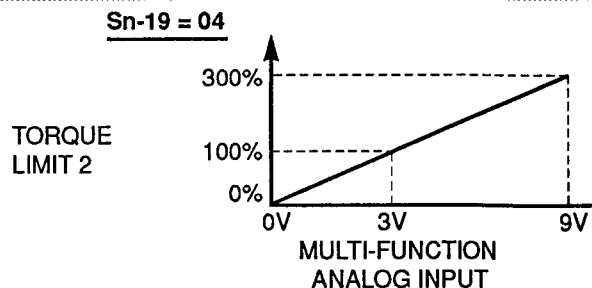 Sn-19 = 04
300%
TORQUE
LIMIT 2
100%
0%
0V 3V 9V
MULTI-FUNCTION
ANALOG INPUT